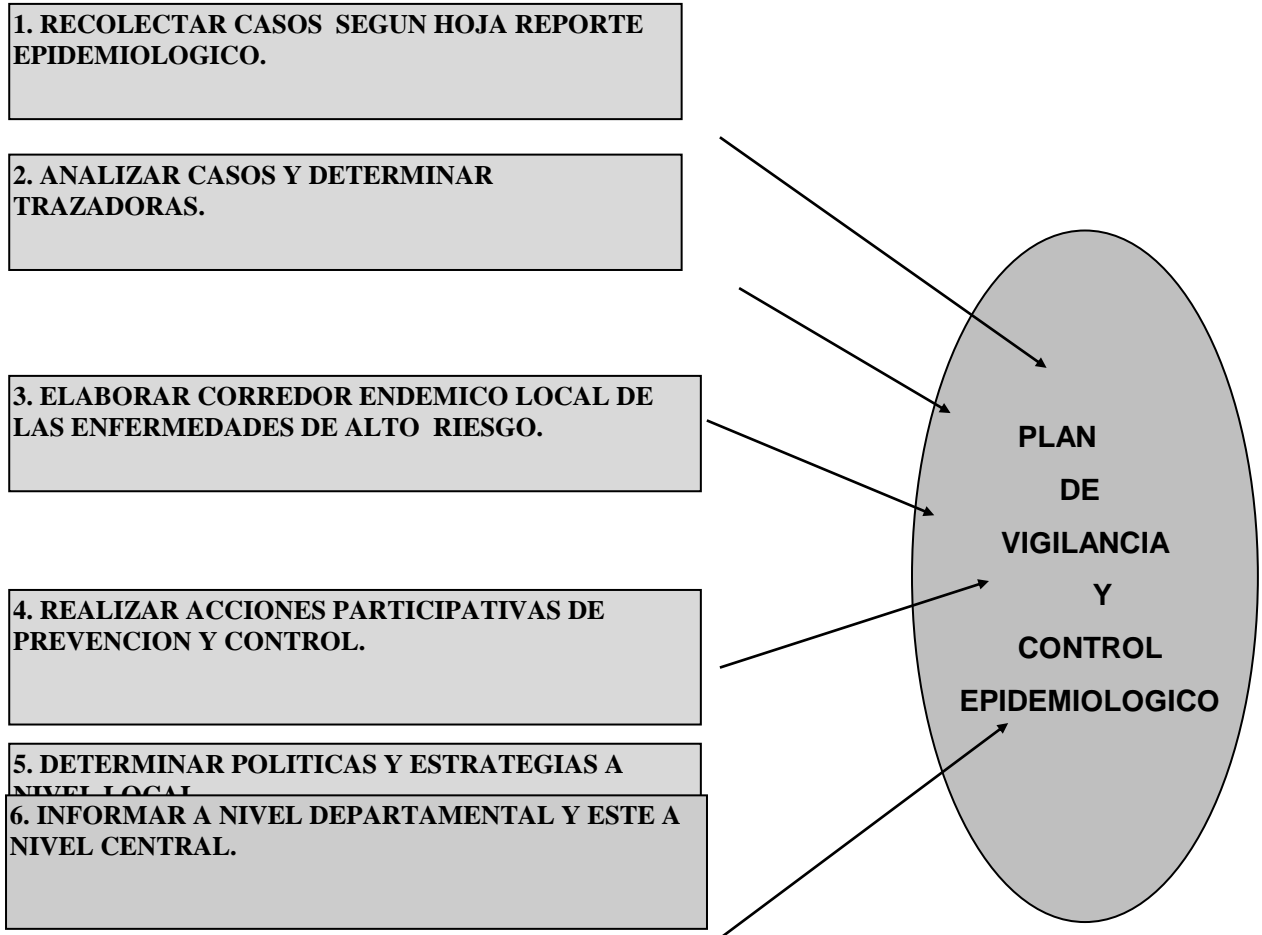 1. RECOLECTAR CASOS SEGUN HOJA REPORTE
EPIDEMIOLOGICO.
2. ANALIZAR CASOS Y DETERMINAR
TRAZADORAS.
3. ELABORAR CORREDOR ENDEMICO LOCAL DE
LAS ENFERMEDADES DE ALTO RIESGO.
4. REALIZAR ACCIONES PARTICIPATIVAS DE
PREVENCION Y CONTROL.
5. DETERMINAR POLITICAS Y ESTRATEGIAS A
NIVEL LOCAL
6. INFORMAR A NIVEL DEPARTAMENTAL Y ESTE A
NIVEL CENTRAL.
PLAN
DE
VIGILANCIA
Y
CONTROL
EPIDEMIOLOGICO